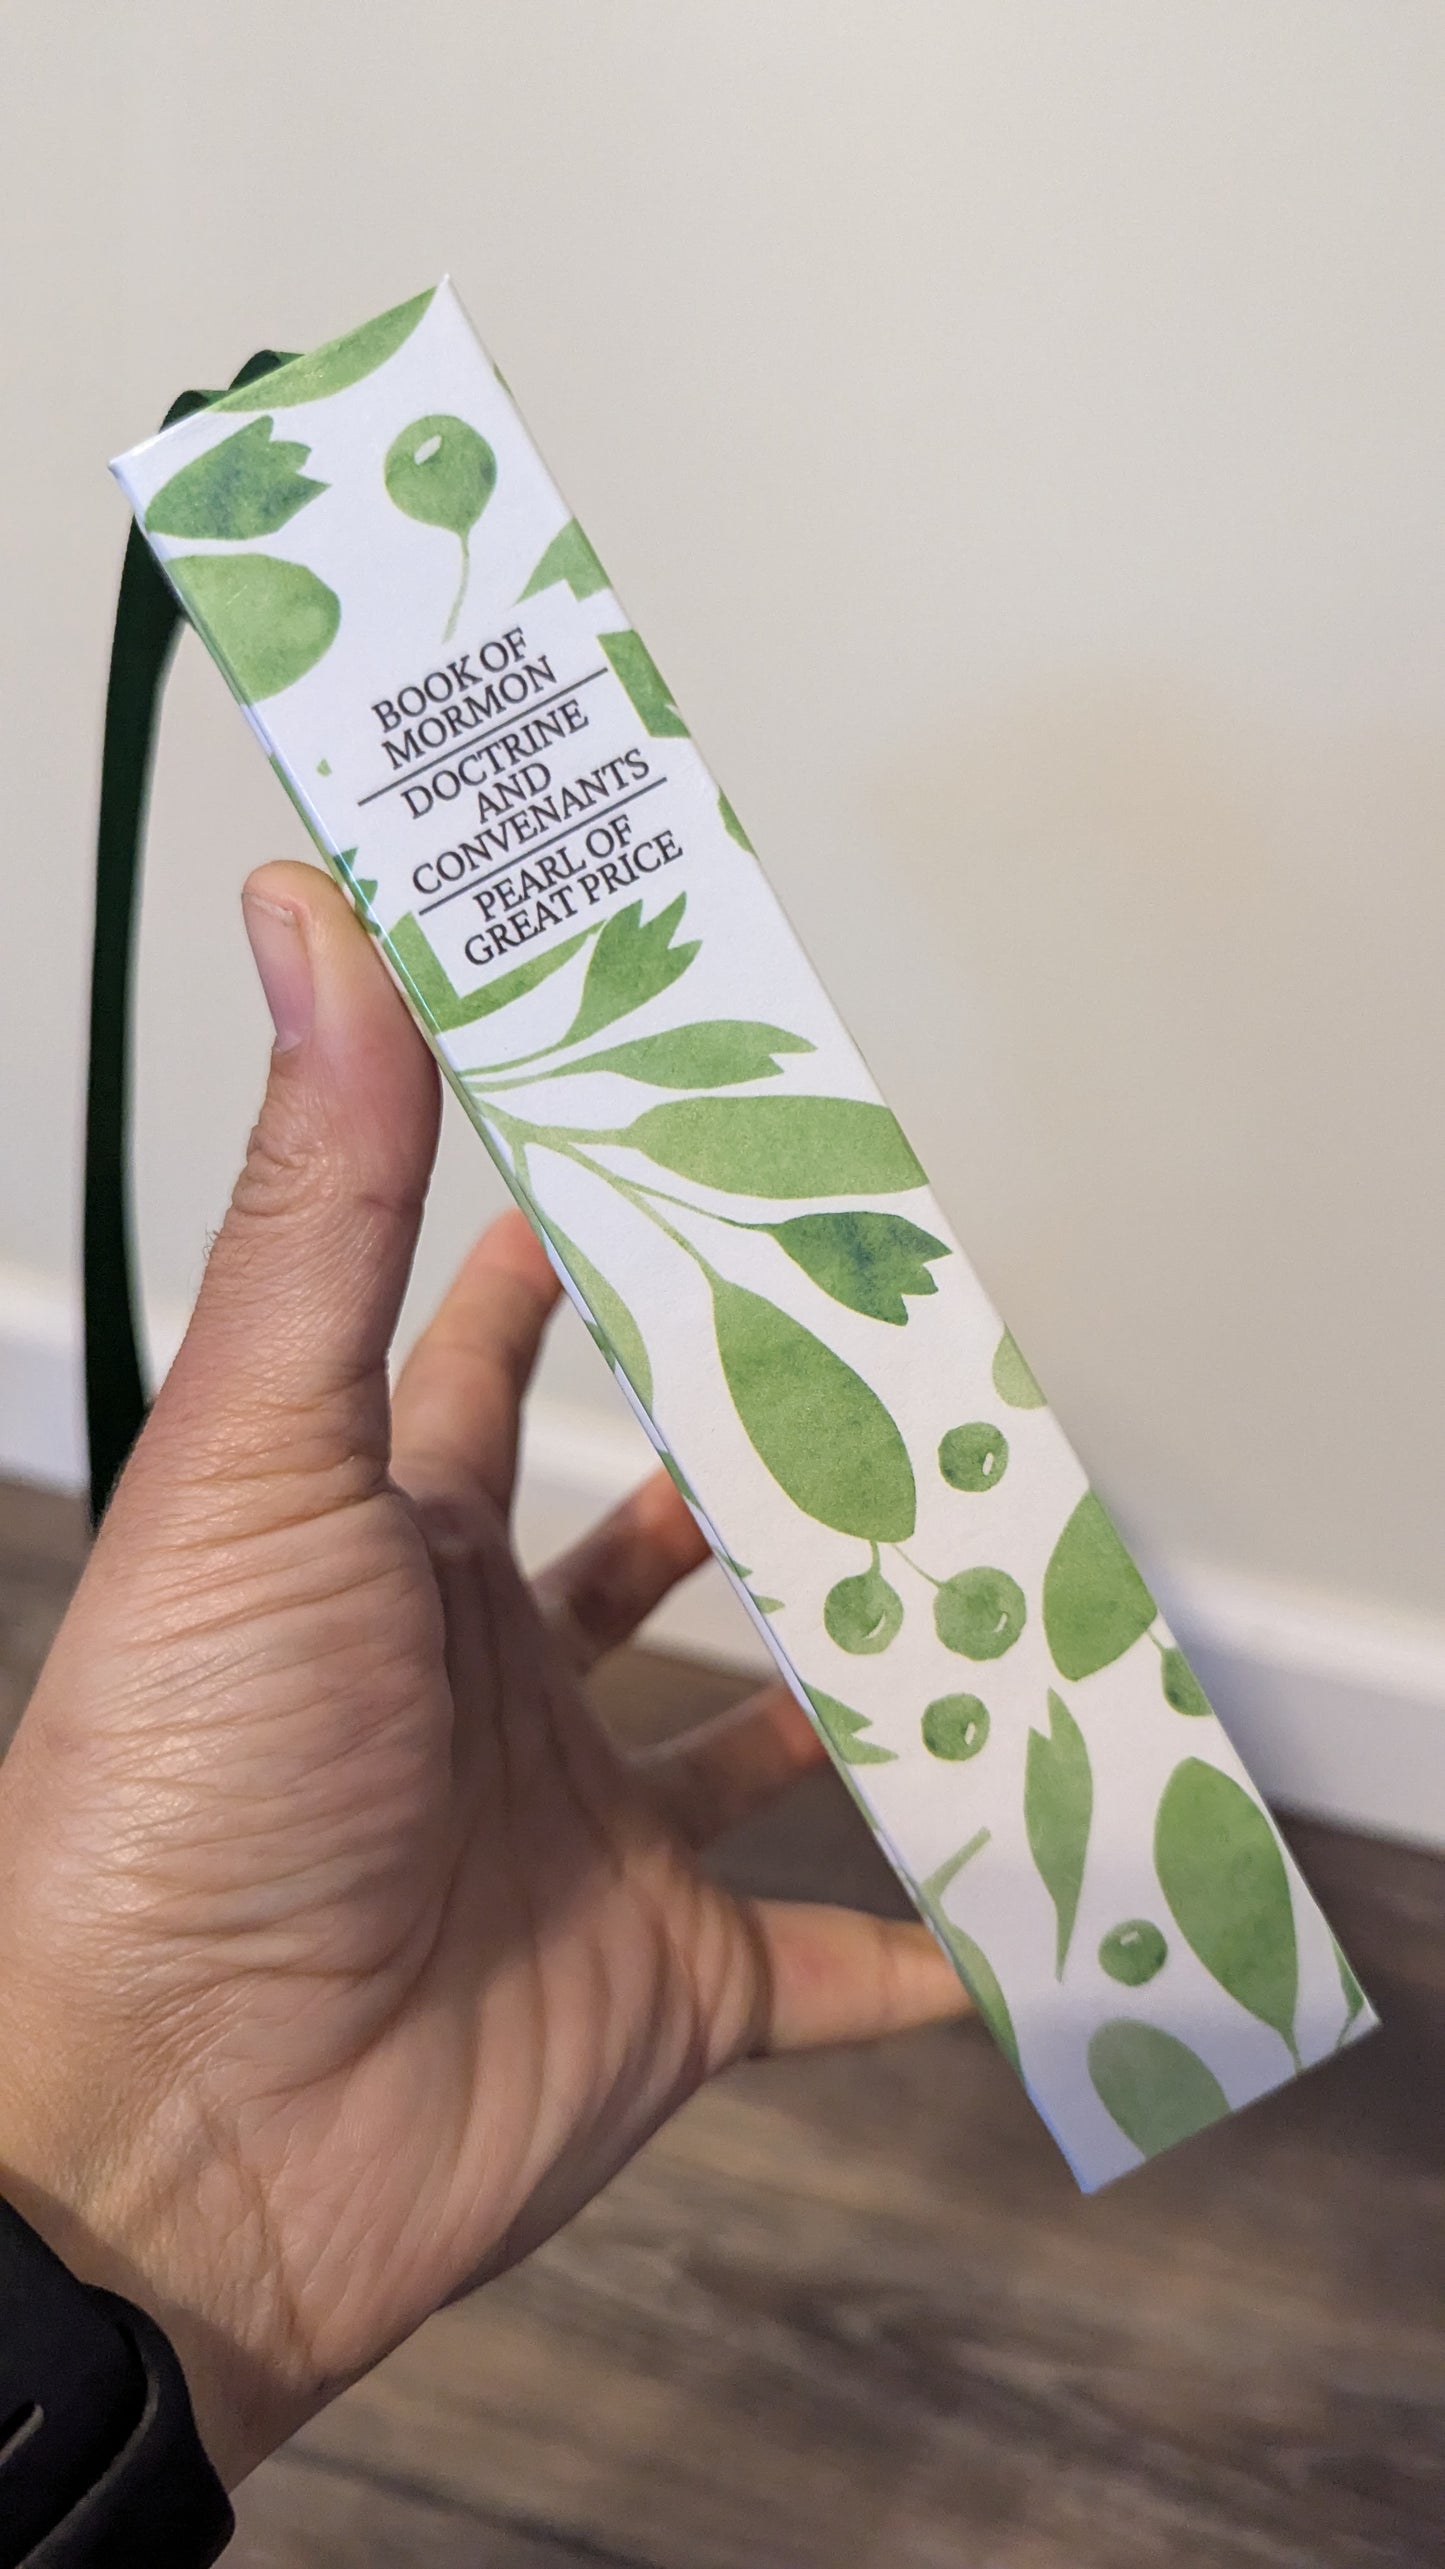 BOOK OF
MORMON
DOCTRINE
AND
CONVENANTS
PEARL OF
GREAT PRICE